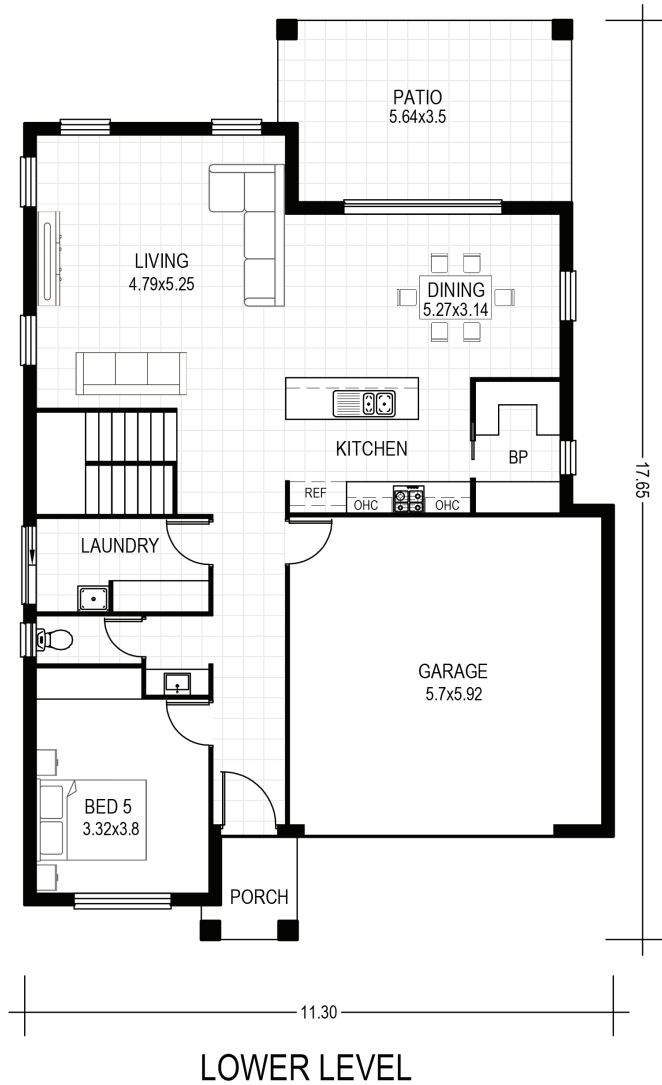 PATIO
5.64x3.5
LIVING
4.79x5.25
DINING
5.27x3.14
KITCHEN
BP
REF
OHC
OHC
17.65
LAUNDRY
GARAGE
5.7x5.92
BED 5
3.32x3.8
PORCH
11.30
LOWER LEVEL